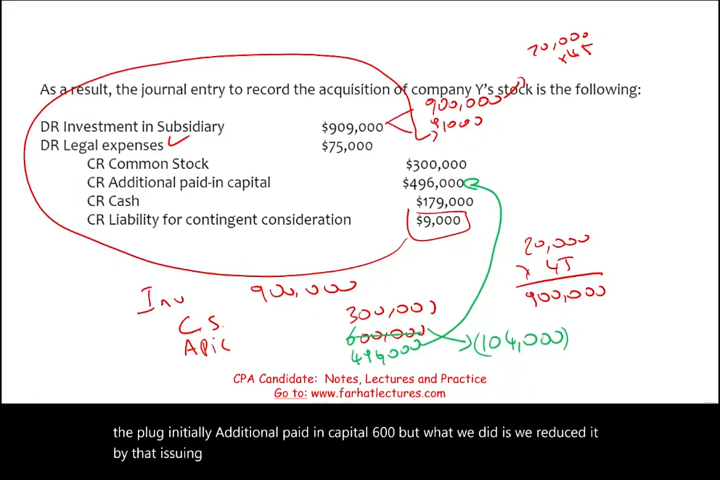 20,000
x 45
As a result, the journal entry to record the acquisition of company Y's stock is the following:
900,000
DR Investment in Subsidiary $909,000
9,000
DR Legal expenses $75,000
CR Common Stock $300,000
CR Additional paid-in capital $496,000
CR Cash $179,000
CR Liability for contingent consideration $9,000
20,000
x 45
900,000
Inv 900,000
C.S. 300,000
APIC 600,000
496,000
(104,000)
CPA Candidate: Notes, Lectures and Practice
Go to: www.farhatlectures.com
the plug initially Additional paid in capital 600 but what we did is we reduced it
by that issuing